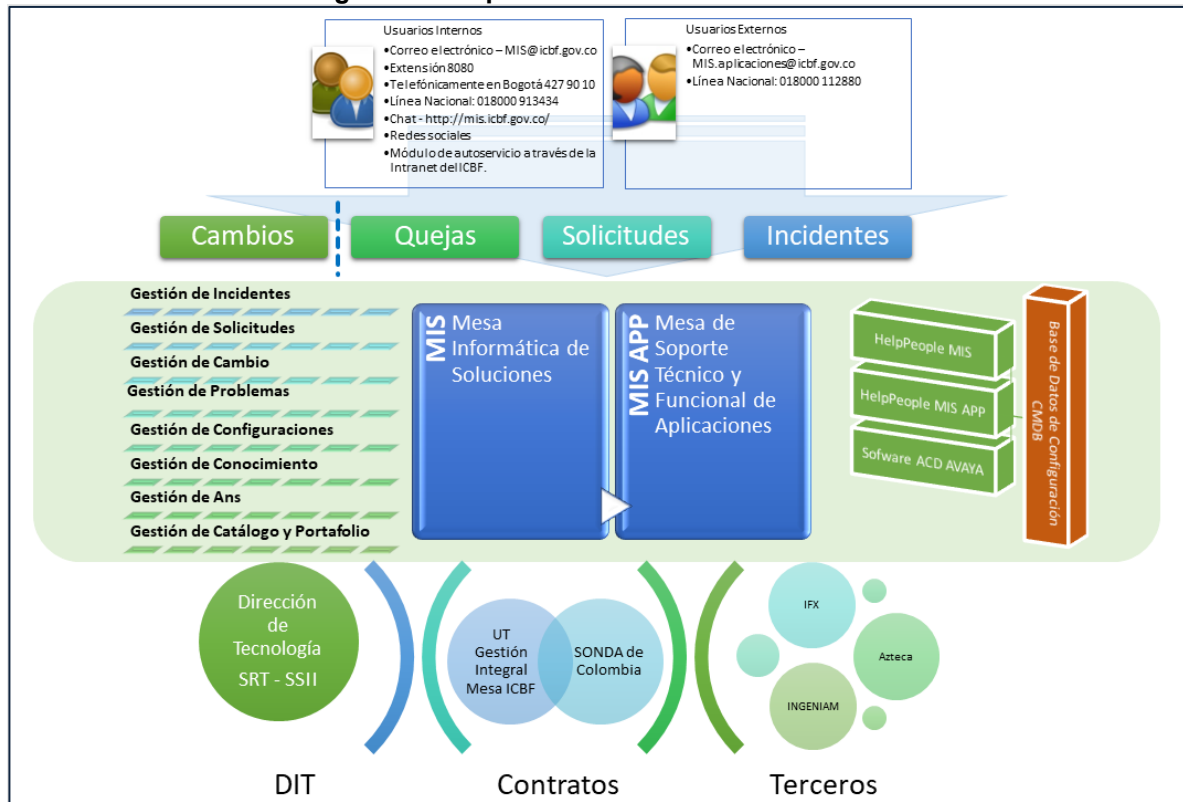 Usuarios Internos
•Correo electrónico – MIS@icbf.gov.co
•Extensión 8080
•Telefónicamente en Bogotá 427 90 10
•Línea Nacional: 018000 913434
•Chat - http://mis.icbf.gov.co/
•Redes sociales
•Módulo de autoservicio a través de la
Intranet del ICBF.
Usuarios Externos
•Correo electrónico –
MIS.aplicaciones@icbf.gov.co
•Línea Nacional: 018000 112880
Cambios
Quejas
Solicitudes
Incidentes
Gestión de Incidentes
Gestión de Solicitudes
Gestión de Cambio
Gestión de Problemas
Gestión de Configuraciones
Gestión de Conocimiento
Gestión de Ans
Gestión de Catálogo y Portafolio
MIS
Mesa
Informática de
Soluciones
MIS APP
Mesa de
Soporte
Técnico y
Funcional de
Aplicaciones
HelpPeople MIS
HelpPeople MIS APP
Sofware ACD AVAYA
Base de Datos de Configuración
CMDB
Dirección
de
Tecnología
SRT - SSII
UT
Gestión
Integral
Mesa ICBF
SONDA de
Colombia
IFX
Azteca
INGENIAM
DIT
Contratos
Terceros